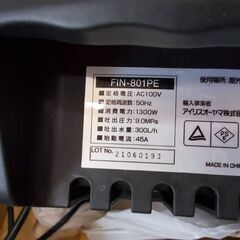 FIN-801PE
■定格電圧:AC100V
■定格周波数:50Hz
■消費電力:1300W
■吐出圧力:9.0MPa
■吐出水量:300L/h
■始動電流:45A
LOT No. 21060193
使用場所:屋外
輸入事業者
アイリスオーヤマ株式会
PS
E
MADE IN CHI